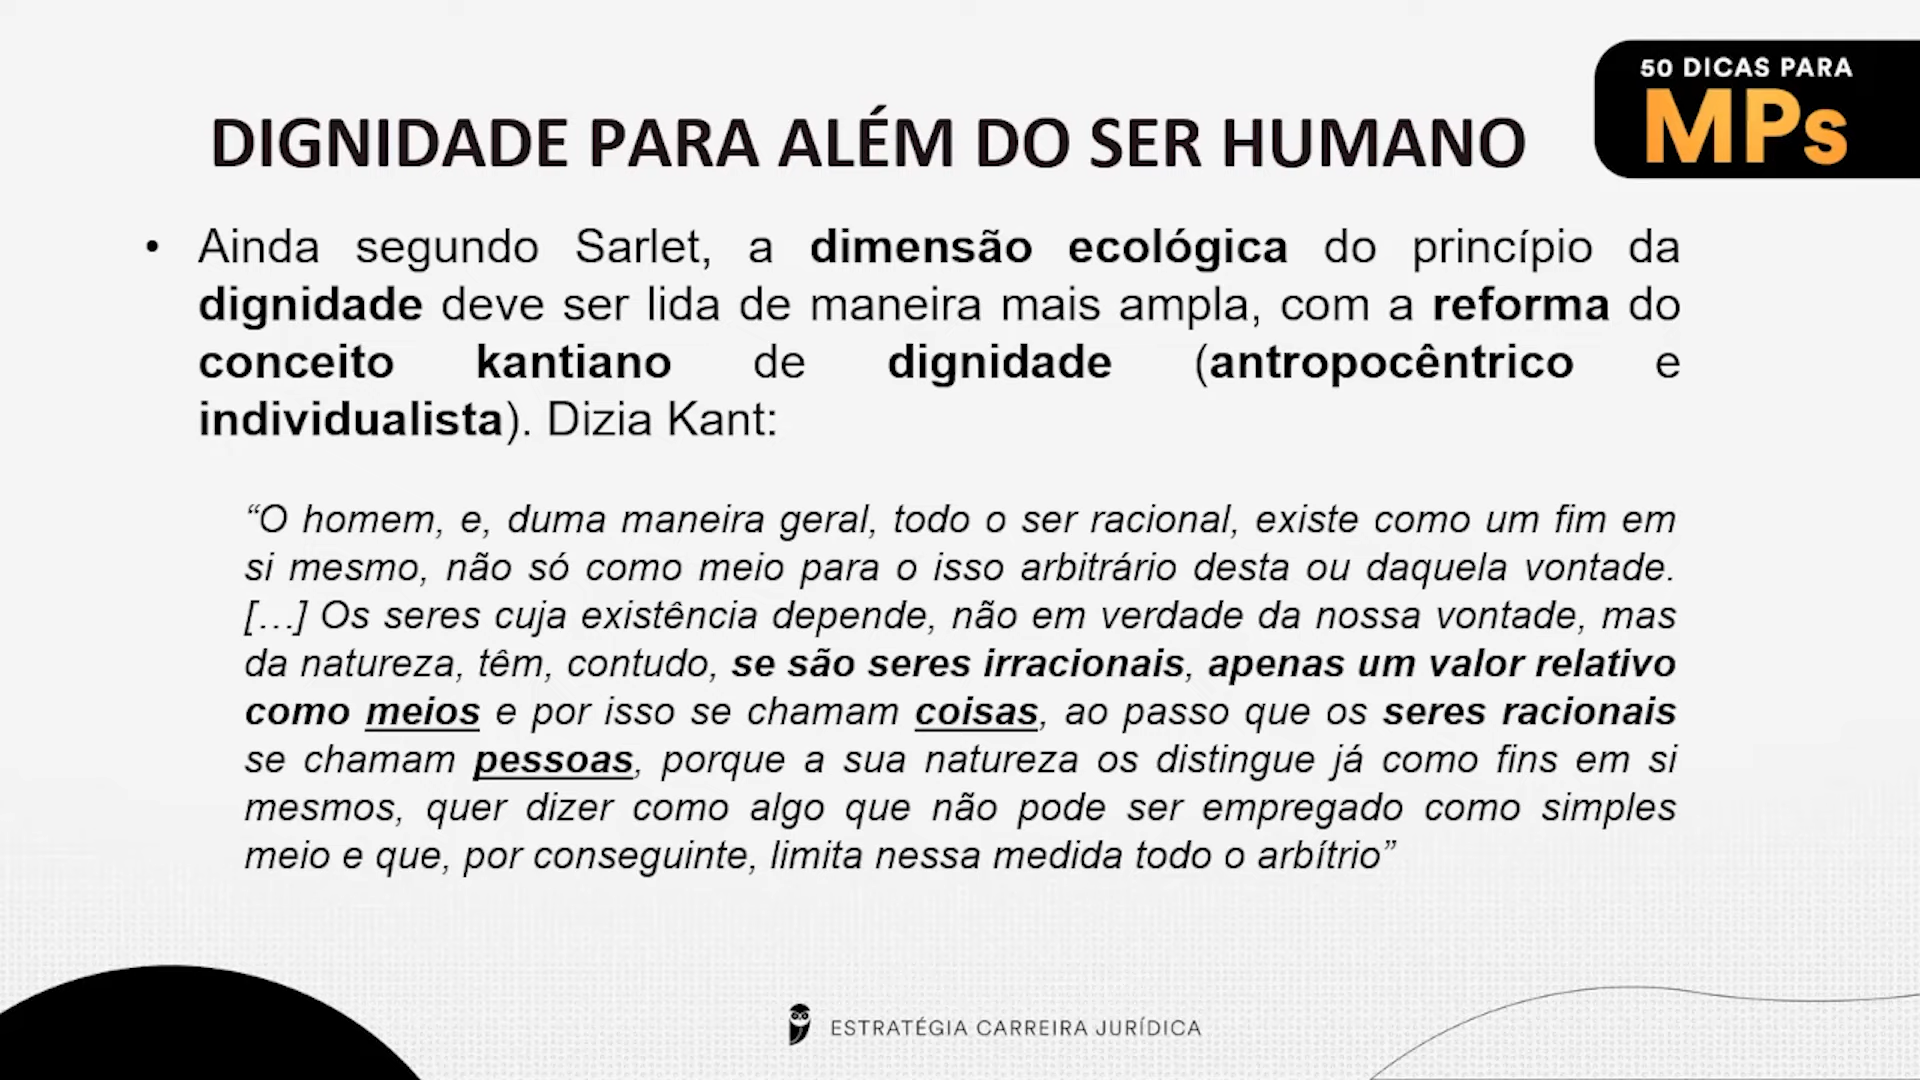 50 DICAS PARA
MPs
DIGNIDADE PARA ALÉM DO SER HUMANO
• Ainda segundo Sarlet, a dimensão ecológica do princípio da
dignidade deve ser lida de maneira mais ampla, com a reforma do
conceito kantiano de dignidade (antropocêntrico e
individualista). Dizia Kant:
“O homem, e, duma maneira geral, todo o ser racional, existe como um fim em
si mesmo, não só como meio para o isso arbitrário desta ou daquela vontade.
[…] Os seres cuja existência depende, não em verdade da nossa vontade, mas
da natureza, têm, contudo, se são seres irracionais, apenas um valor relativo
como meios e por isso se chamam coisas, ao passo que os seres racionais
se chamam pessoas, porque a sua natureza os distingue já como fins em si
mesmos, quer dizer como algo que não pode ser empregado como simples
meio e que, por conseguinte, limita nessa medida todo o arbítrio”
ESTRATÉGIA CARREIRA JURÍDICA